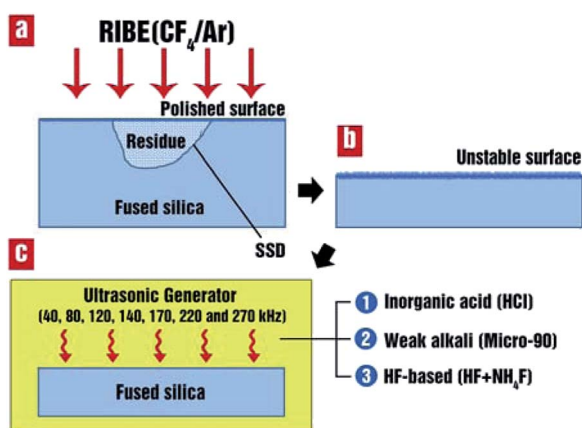 a
RIBE(CF₄/Ar)
Polished surface
Residue
Fused silica
SSD
b
Unstable surface
c
Ultrasonic Generator
(40, 80, 120, 140, 170, 220 and 270 kHz)
Fused silica
1 Inorganic acid (HCl)
2 Weak alkali (Micro-90)
3 HF-based (HF+NH₄F)